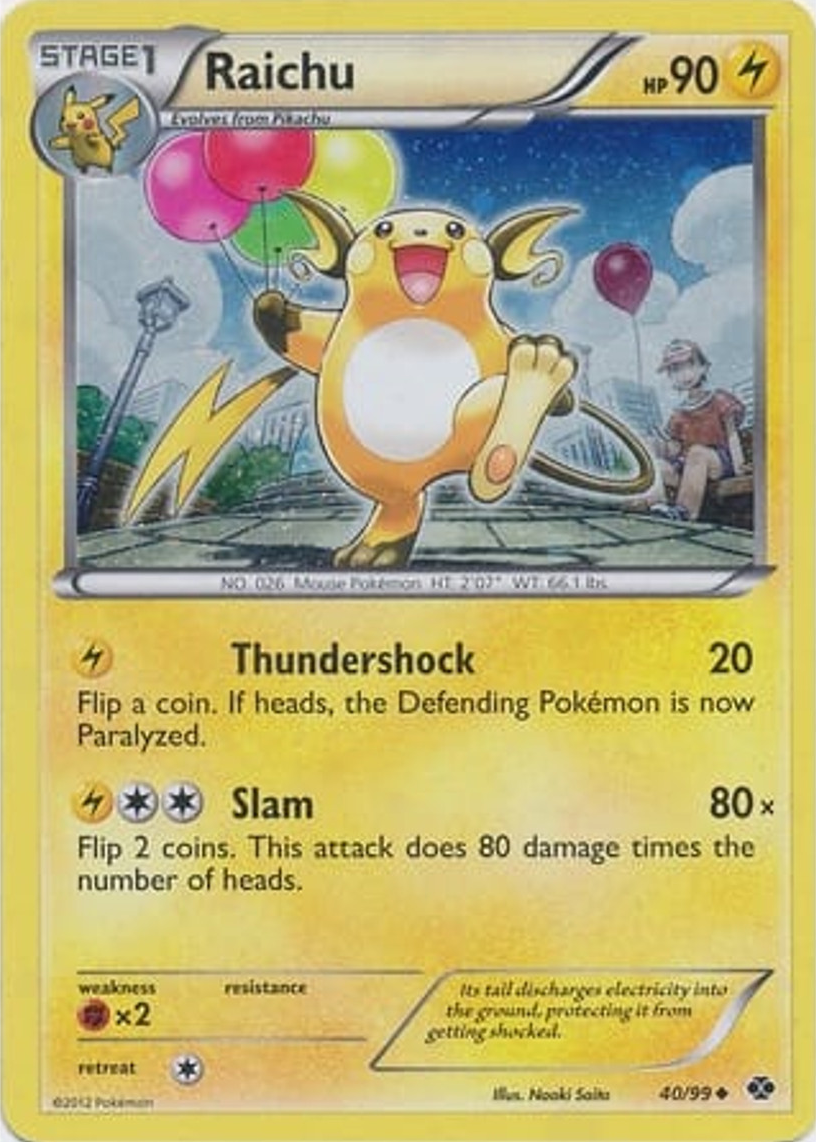 STAGE1
Raichu
HP90
Evolves from Pikachu
NO. 026 Mouse Pokémon HT: 2'07" WT: 66.1 lbs.
Thundershock 20
Flip a coin. If heads, the Defending Pokémon is now
Paralyzed.
Slam 80×
Flip 2 coins. This attack does 80 damage times the
number of heads.
weakness resistance
×2
Its tail discharges electricity into
the ground, protecting it from
getting shocked.
retreat
©2012 Pokémon
Illus. Naoki Saito 40/99